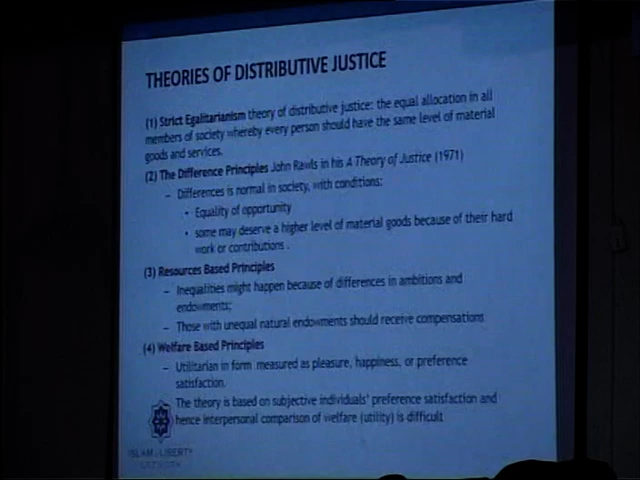 THEORIES OF DISTRIBUTIVE JUSTICE
(1) Strict Egalitarianism theory of distributive justice: the equal allocation in all
members of society whereby every person should have the same level of material
goods and services.
(2) The Difference Principles John Rawls in his A Theory of Justice (1971)
– Differences is normal in society, with conditions:
• Equality of opportunity
• some may deserve a higher level of material goods because of their hard
work or contributions .
(3) Resources Based Principles
– Inequalities might happen because of differences in ambitions and
endowments;
– Those with unequal natural endowments should receive compensations
(4) Welfare Based Principles
– Utilitarian in form measured as pleasure, happiness, or preference
satisfaction.
The theory is based on subjective individuals' preference satisfaction and
hence interpersonal comparison of welfare (utility) is difficult
ISLAM & LIBERTY
NETWORK